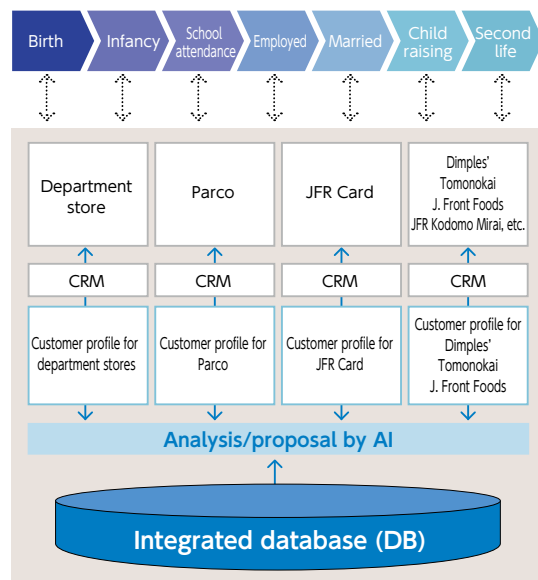 Birth
Infancy
School
attendance
Employed
Married
Child
raising
Second
life
Department
store
Parco
JFR Card
Dimples'
Tomonokai
J. Front Foods
JFR Kodomo Mirai, etc.
CRM
CRM
CRM
CRM
Customer profile for
department stores
Customer profile for
Parco
Customer profile for
JFR Card
Customer profile for
Dimples'
Tomonokai
J. Front Foods
Analysis/proposal by AI
Integrated database (DB)